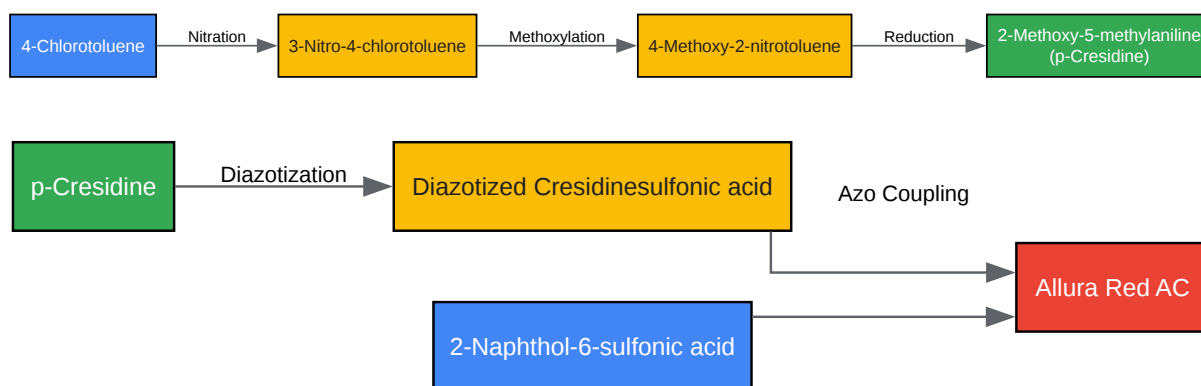 4-Chlorotoluene
Nitration
3-Nitro-4-chlorotoluene
Methoxylation
4-Methoxy-2-nitrotoluene
Reduction
2-Methoxy-5-methylaniline
(p-Cresidine)
p-Cresidine
Diazotization
Diazotized Cresidinesulfonic acid
Azo Coupling
Allura Red AC
2-Naphthol-6-sulfonic acid